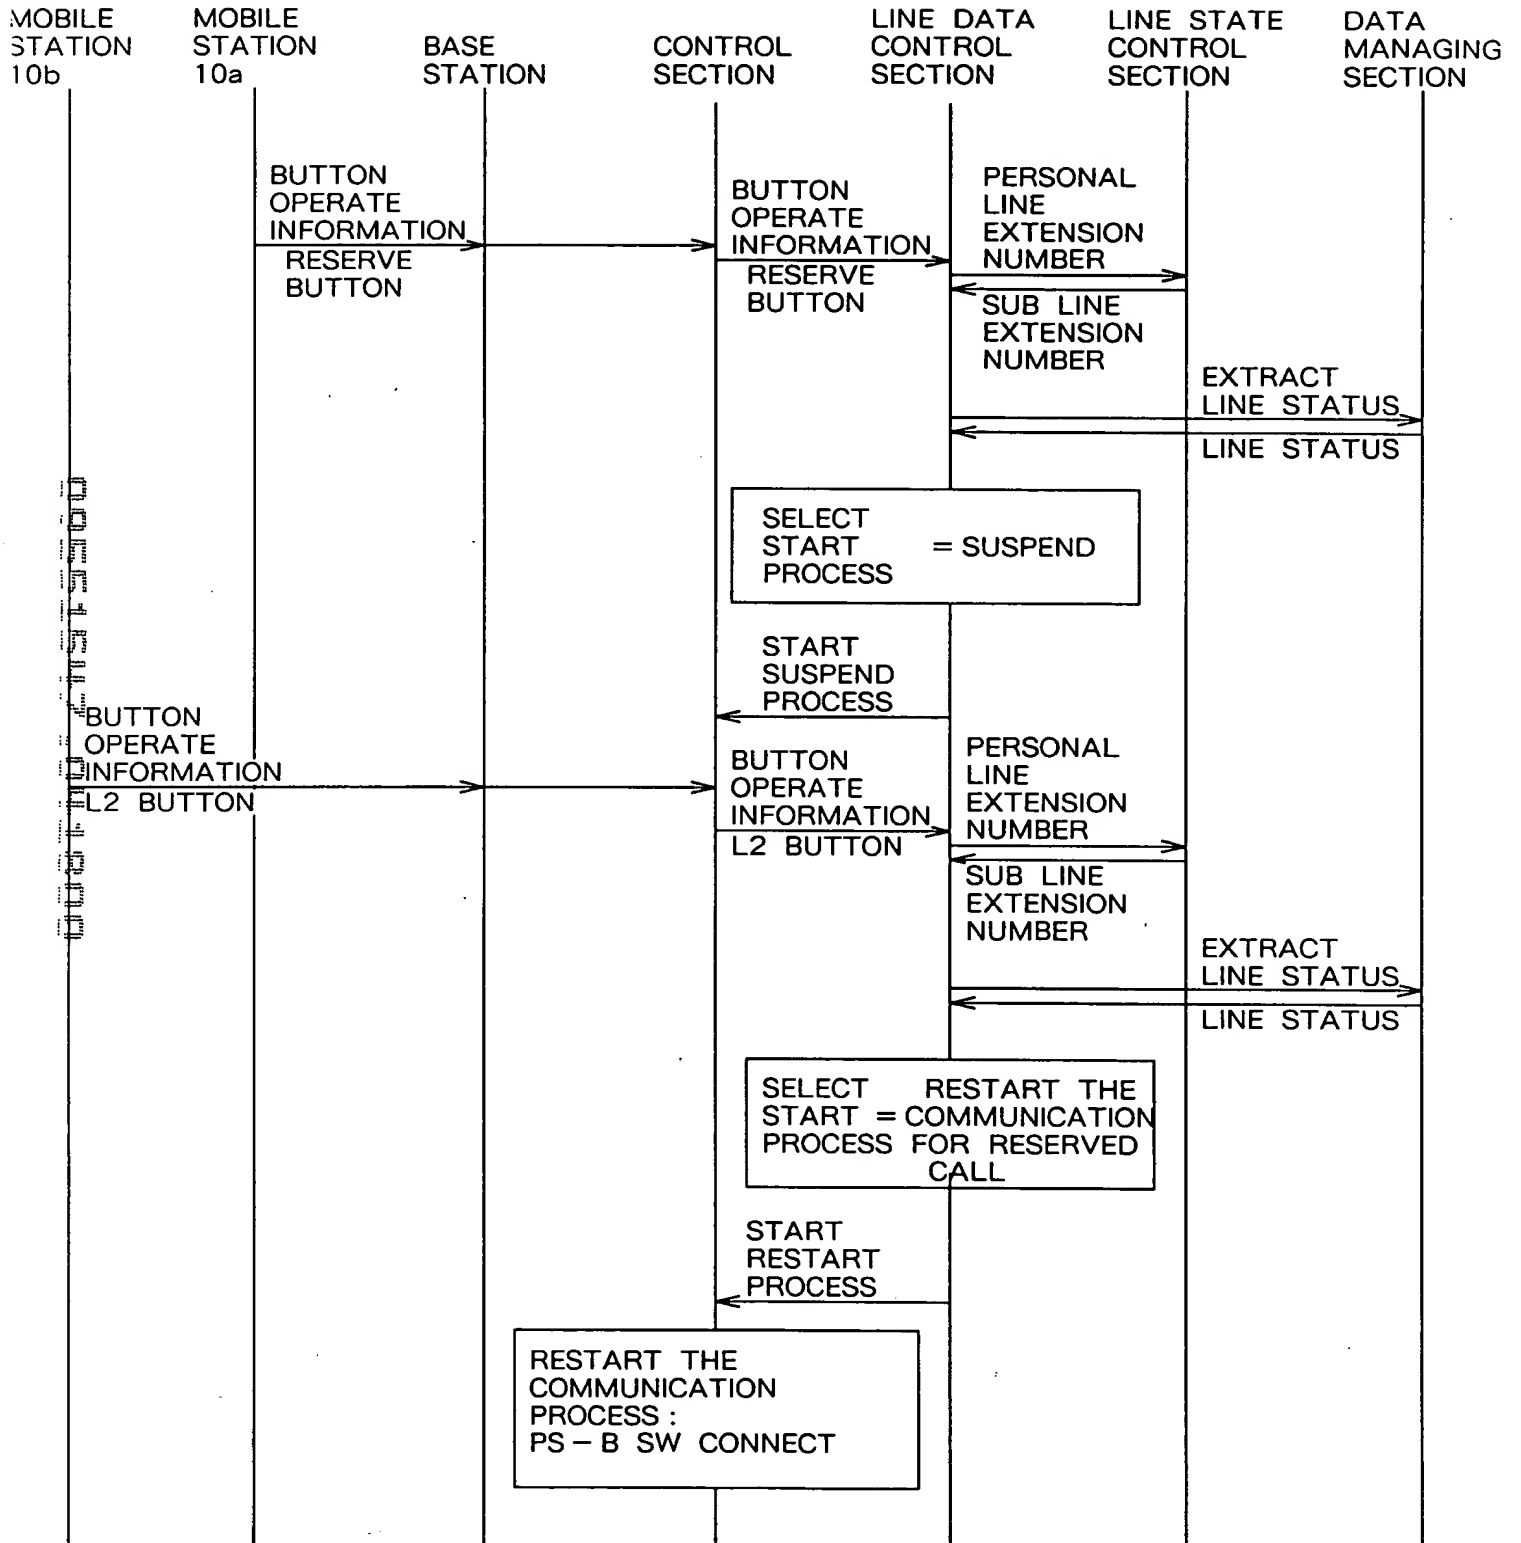 MOBILE
STATION
10b
MOBILE
STATION
10a
BASE
STATION
CONTROL
SECTION
LINE DATA
CONTROL
SECTION
LINE STATE
CONTROL
SECTION
DATA
MANAGING
SECTION
BUTTON
OPERATE
INFORMATION
RESERVE
BUTTON
BUTTON
OPERATE
INFORMATION
RESERVE
BUTTON
PERSONAL
LINE
EXTENSION
NUMBER
SUB LINE
EXTENSION
NUMBER
EXTRACT
LINE STATUS
LINE STATUS
SELECT
START = SUSPEND
PROCESS
START
SUSPEND
PROCESS
BUTTON
OPERATE
INFORMATION
L2 BUTTON
BUTTON
OPERATE
INFORMATION
L2 BUTTON
PERSONAL
LINE
EXTENSION
NUMBER
SUB LINE
EXTENSION
NUMBER
EXTRACT
LINE STATUS
LINE STATUS
SELECT RESTART THE
START = COMMUNICATION
PROCESS FOR RESERVED
CALL
START
RESTART
PROCESS
RESTART THE
COMMUNICATION
PROCESS :
PS – B SW CONNECT